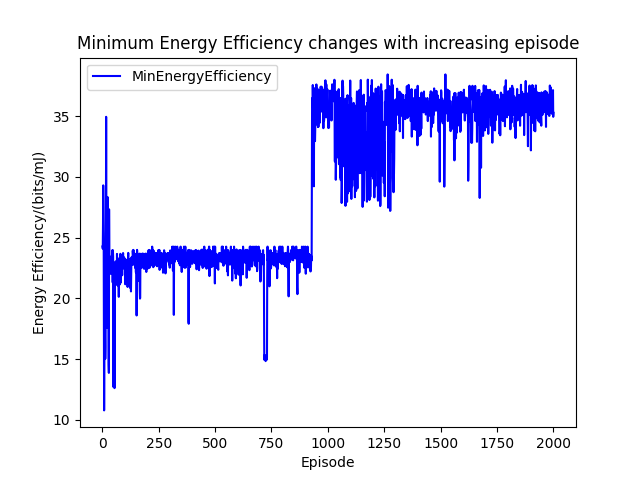 Minimum Energy Efficiency changes with increasing episode
MinEnergyEfficiency
Energy Efficiency/(bits/mJ)
35
30
25
20
15
10
0 250 500 750 1000 1250 1500 1750 2000
Episode